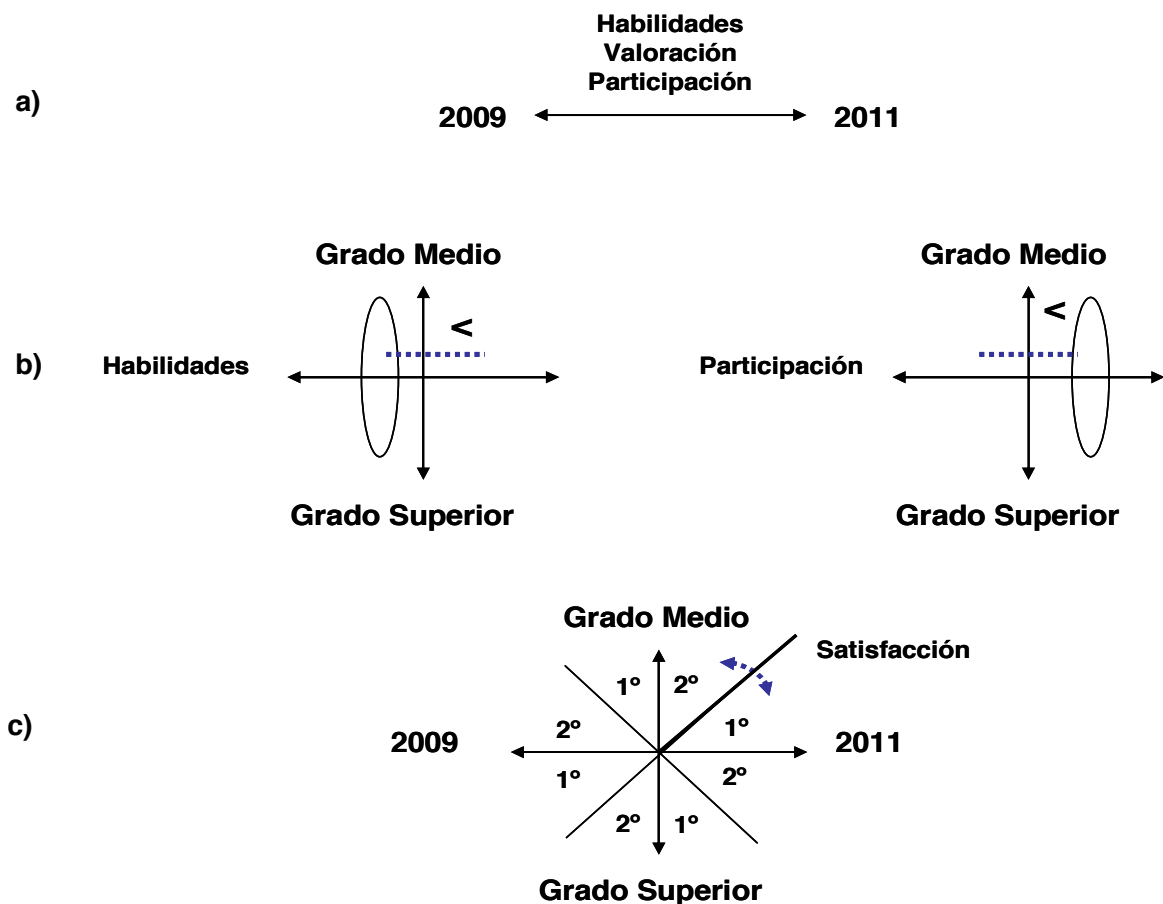 Habilidades
Valoración
Participación
a)
2009
2011
Grado Medio
Grado Medio
<
<
b)
Habilidades
Participación
Grado Superior
Grado Superior
Grado Medio
Satisfacción
1º
2º
2º
1º
c)
2009
2011
1º
2º
2º
1º
Grado Superior